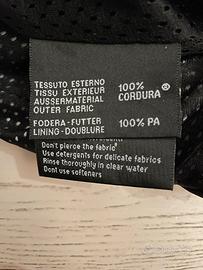 TESSUTO ESTERNO
TISSU EXTERIEUR
AUSSERMATERIAL
OUTER FABRIC
100%
CORDURA®
FODERA-FUTTER
LINING-DOUBLURE
100% PA
Don't pierce the fabric
Use detergents for delicate fabrics
Rinse thoroughly in clear water
Dont use softeners